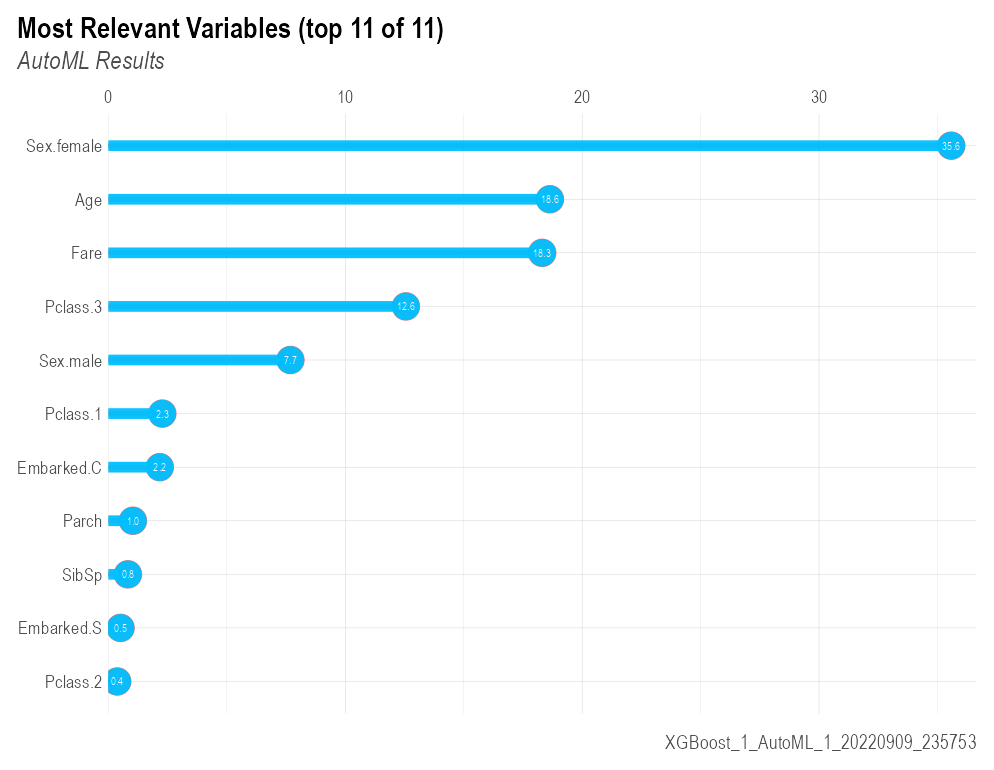 Most Relevant Variables (top 11 of 11)
AutoML Results
0 10 20 30
Sex.female 35.6
Age 18.6
Fare 18.3
Pclass.3 12.6
Sex.male 7.7
Pclass.1 2.3
Embarked.C 2.2
Parch 1.0
SibSp 0.8
Embarked.S 0.5
Pclass.2 0.4
XGBoost_1_AutoML_1_20220909_235753